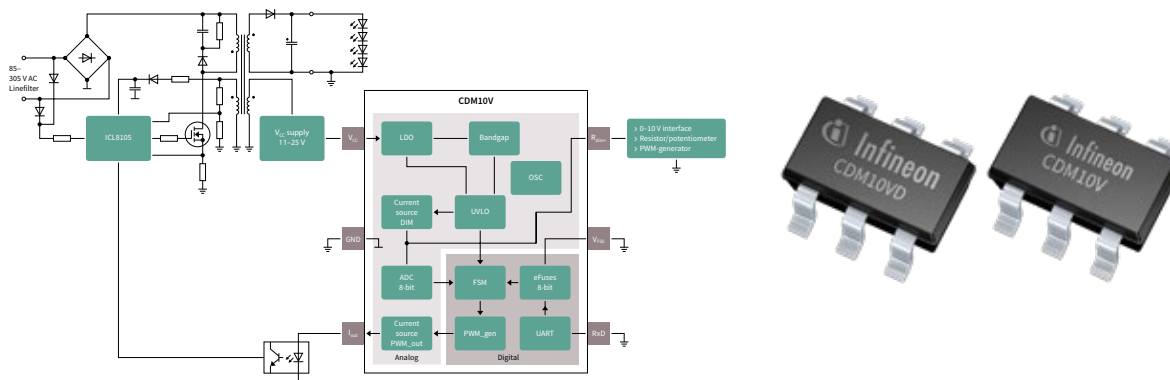 85–
305 V AC
Linefilter
ICL8105
VCC supply
11–25 V
CDM10V
VCC
GND
Iout
LDO
Bandgap
OSC
Current
source
DIM
UVLO
ADC
8-bit
FSM
eFuses
8-bit
Current
source
PWM_out
PWM_gen
UART
Analog
Digital
Rdim+
RxD
> 0–10 V interface
> Resistor/potentiometer
> PWM-generator
Infineon
CDM10VD
Infineon
CDM10V